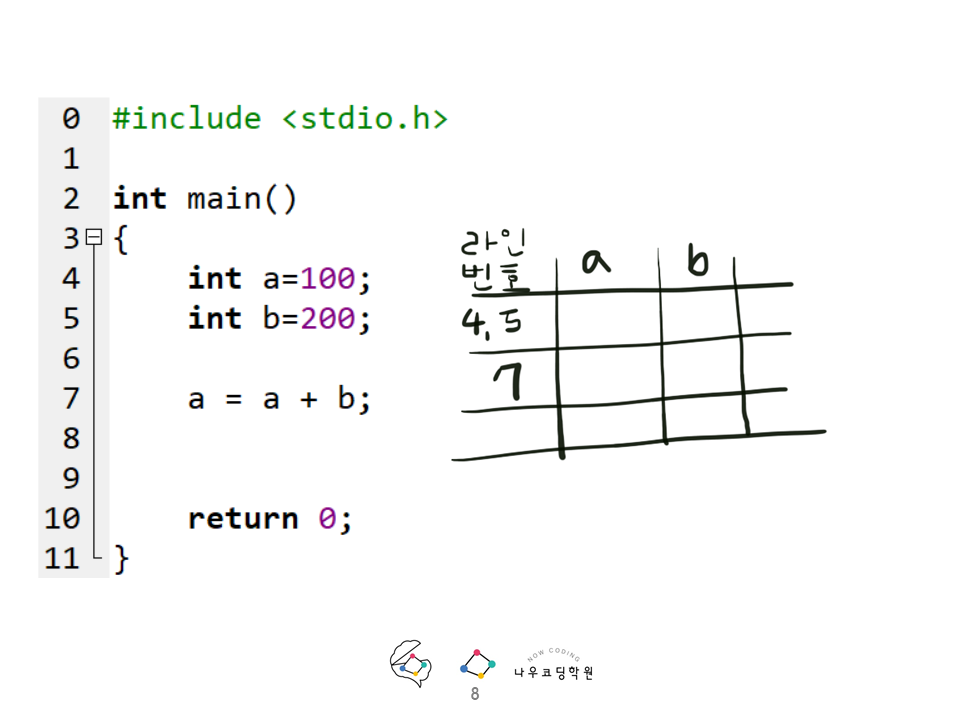 0 #include <stdio.h>
1
2 int main()
3 {
4 int a=100;
5 int b=200;
6
7 a = a + b;
8
9
10 return 0;
11 }
라인
번호 a b
4, 5
7
NOW CODING
나우코딩학원
8